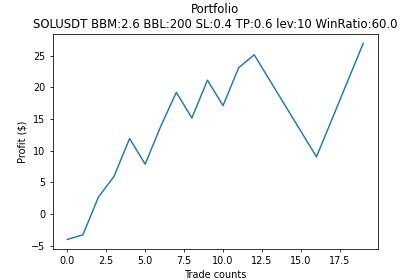 Portfolio
SOLUSDT BBM:2.6 BBL:200 SL:0.4 TP:0.6 lev:10 WinRatio:60.0
25
20
15
10
5
0
−5
Profit ($)
0.0 2.5 5.0 7.5 10.0 12.5 15.0 17.5
Trade counts